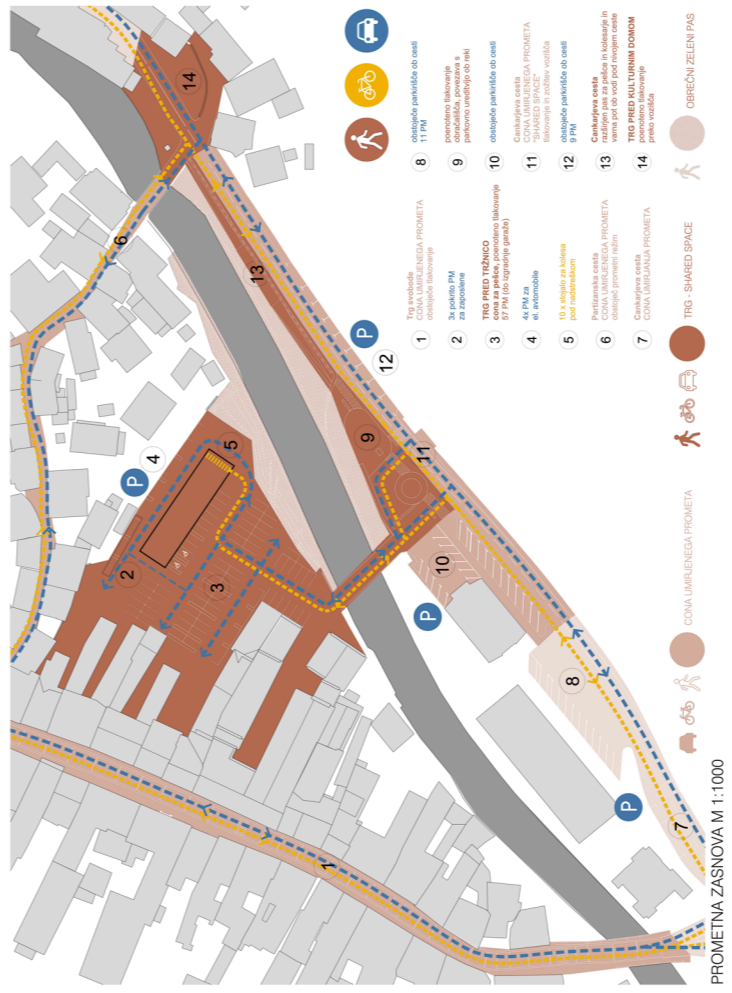 PROMETNA ZASNOVA M 1:1000
1
Trg svobode
CONA UMIRJENEGA PROMETA
obstoječe tlakovanje
2
3x pokrito PM
za zaposlene
3
TRG PRED TRŽNICO
cona za pešce, poenoteno tlakovanje
57 PM (do izgradnje garaže)
4
4x PM za
el. avtomobile
5
10 x stojalo za kolesa
pod nadstreškom
6
Partizanska cesta
CONA UMIRJENEGA PROMETA
obstoječ prometni režim
7
Cankarjeva cesta
CONA UMIRJANJA PROMETA
8
obstoječe parkirišče ob cesti
11 PM
9
poenoteno tlakovanje
obračališča, povezava s
parkovno ureditvijo ob reki
10
obstoječe parkirišče ob cesti
11
Cankarjeva cesta
CONA UMIRJENEGA PROMETA
"SHARED SPACE"
tlakovanje in zožitev vozišča
12
obstoječe parkirišče ob cesti
9 PM
13
Cankarjeva cesta
razširjen pas za pešce in kolesarje in
varna pot ob vodi pod nivojem ceste
14
TRG PRED KULTURNIM DOMOM
poenoteno tlakovanje
preko vozišča
CONA UMIRJENEGA PROMETA
TRG - SHARED SPACE
OBREČNI ZELENI PAS
1
2
3
4
5
6
7
8
9
10
11
12
13
14
P
P
P
P